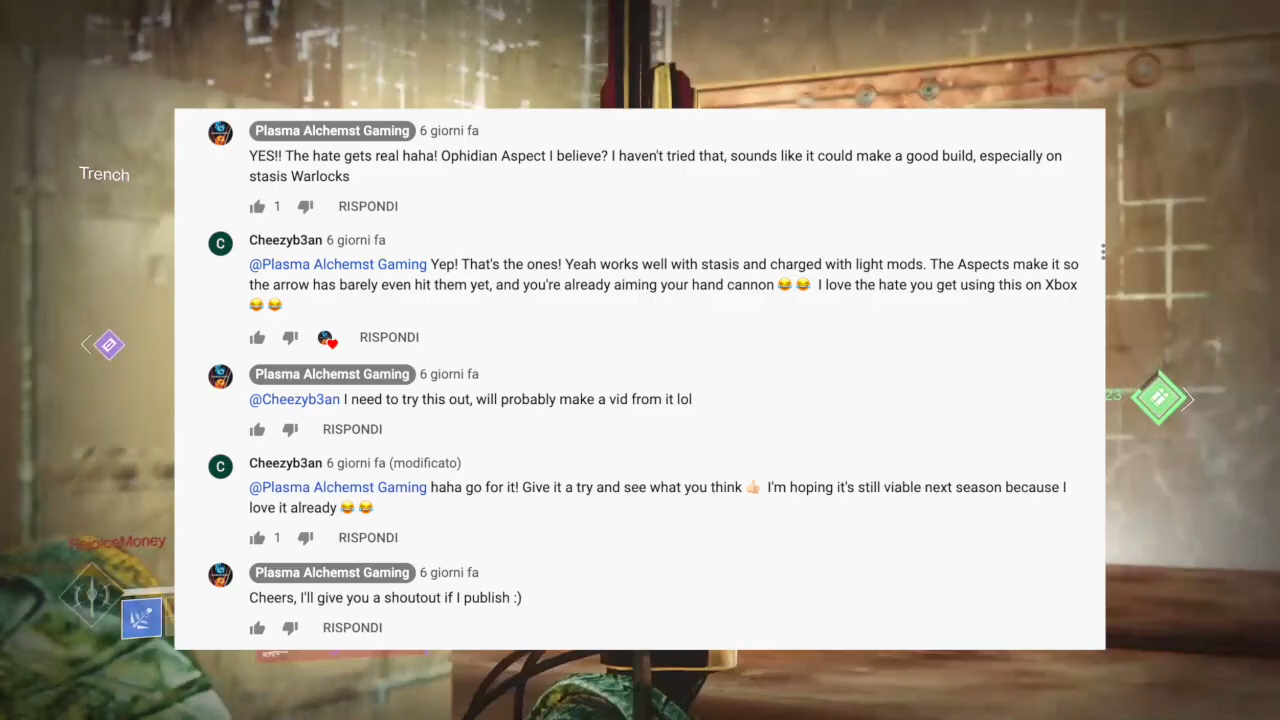 Plasma Alchemst Gaming 6 giorni fa
YES!! The hate gets real haha! Ophidian Aspect I believe? I haven't tried that, sounds like it could make a good build, especially on
stasis Warlocks
1 RISPONDI
Trench
C Cheezyb3an 6 giorni fa
@Plasma Alchemst Gaming Yep! That's the ones! Yeah works well with stasis and charged with light mods. The Aspects make it so
the arrow has barely even hit them yet, and you're already aiming your hand cannon 😂 😂 I love the hate you get using this on Xbox
😂 😂
RISPONDI
Plasma Alchemst Gaming 6 giorni fa
@Cheezyb3an I need to try this out, will probably make a vid from it lol
23
RISPONDI
C Cheezyb3an 6 giorni fa (modificato)
@Plasma Alchemst Gaming haha go for it! Give it a try and see what you think 👍🏻 I'm hoping it's still viable next season because I
love it already 😂 😂
1 RISPONDI
RejoiceMoney
Plasma Alchemst Gaming 6 giorni fa
Cheers, I'll give you a shoutout if I publish :)
RISPONDI